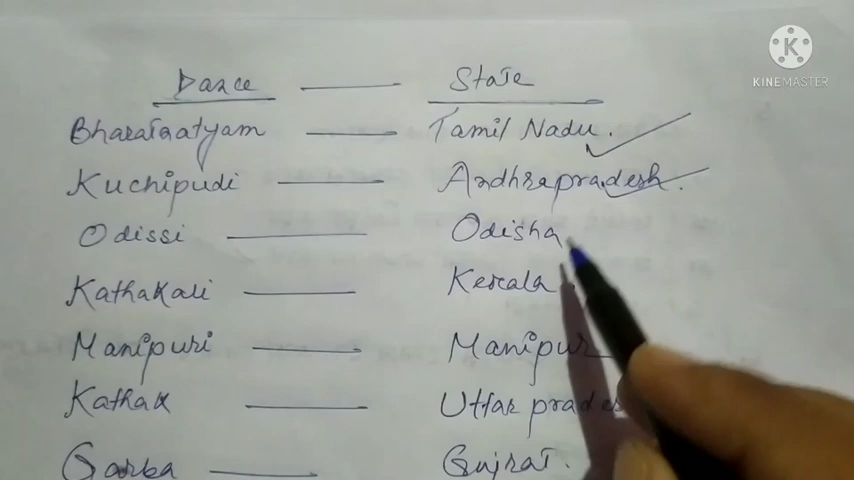 KINEMASTER
Dance — State
Bharatnatyam — Tamil Nadu.
Kuchipudi — Andhrapradesh.
Odissi — Odisha
Kathakali — Kerala
Manipuri — Manipur
Kathak — Uttar prades
Garba — Gujrat.